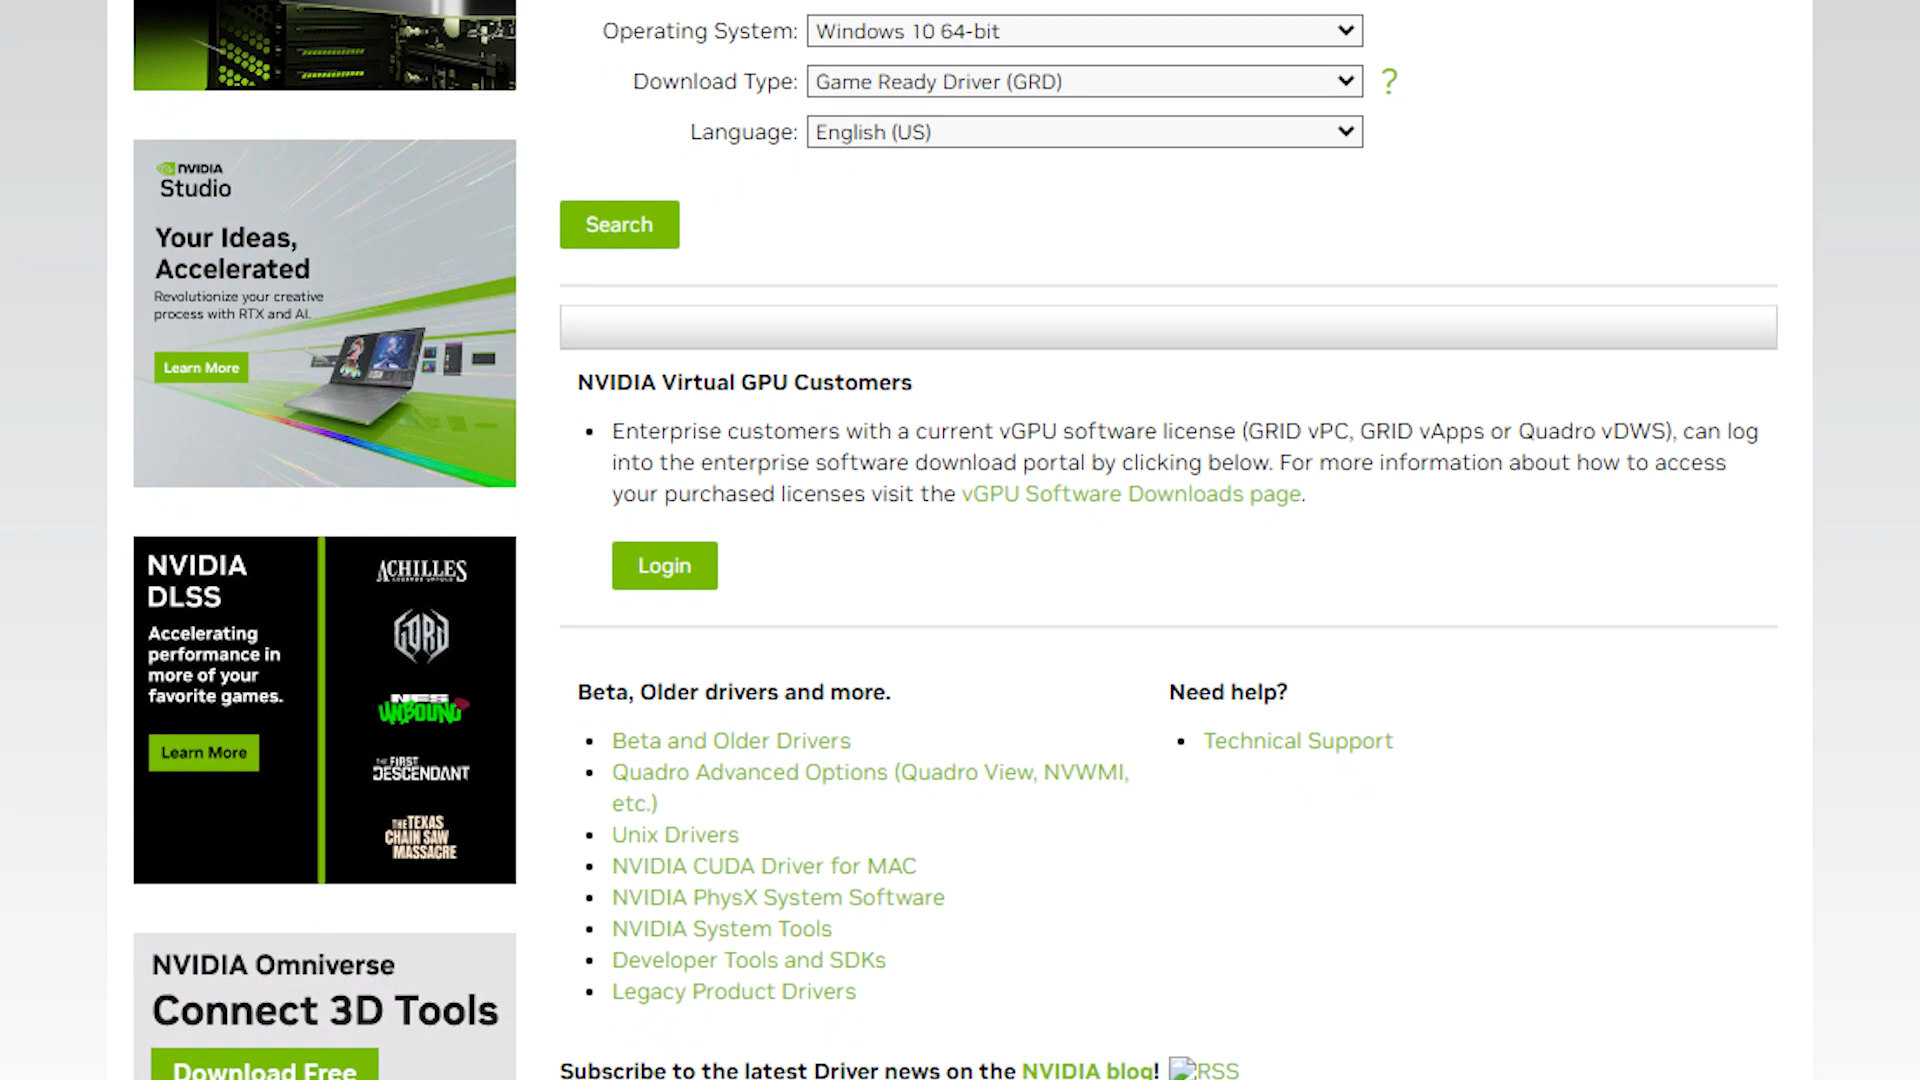 Operating System: Windows 10 64-bit
Download Type: Game Ready Driver (GRD) ?
Language: English (US)
Search
NVIDIA
Studio
Your Ideas,
Accelerated
Revolutionize your creative
process with RTX and AI.
Learn More
NVIDIA Virtual GPU Customers
Enterprise customers with a current vGPU software license (GRID vPC, GRID vApps or Quadro vDWS), can log
into the enterprise software download portal by clicking below. For more information about how to access
your purchased licenses visit the vGPU Software Downloads page.
Login
NVIDIA
DLSS
Accelerating
performance in
more of your
favorite games.
Learn More
ACHILLES
GORD
NFS
UNBOUND
THE FIRST
DESCENDANT
THE TEXAS
CHAIN SAW
MASSACRE
Beta, Older drivers and more.
Beta and Older Drivers
Quadro Advanced Options (Quadro View, NVWMI,
etc.)
Unix Drivers
NVIDIA CUDA Driver for MAC
NVIDIA PhysX System Software
NVIDIA System Tools
Developer Tools and SDKs
Legacy Product Drivers
Need help?
Technical Support
NVIDIA Omniverse
Connect 3D Tools
Download Free
Subscribe to the latest Driver news on the NVIDIA blog! RSS